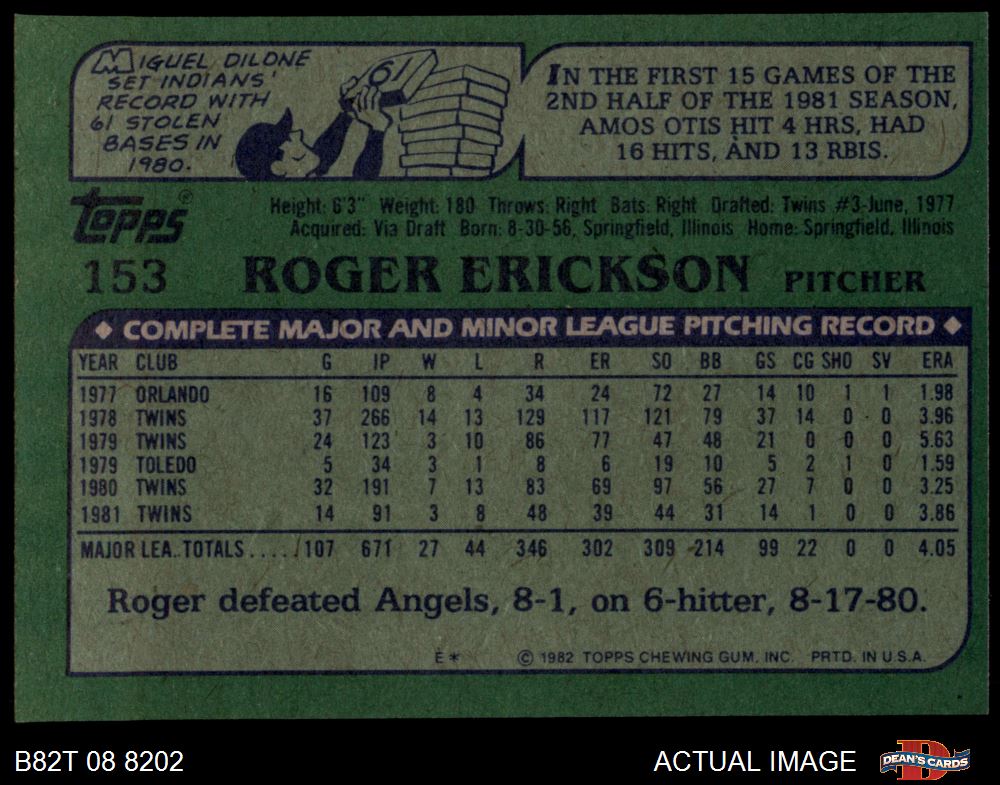 MIGUEL DILONE
SET INDIANS'
RECORD WITH
61 STOLEN
BASES IN
1980.
61
IN THE FIRST 15 GAMES OF THE
2ND HALF OF THE 1981 SEASON,
AMOS OTIS HIT 4 HRS, HAD
16 HITS, AND 13 RBIS.
TOPPS®
Height: 6'3" Weight: 180 Throws: Right Bats: Right Drafted: Twins #3-June, 1977
Acquired: Via Draft Born: 8-30-56, Springfield, Illinois Home: Springfield, Illinois
153 ROGER ERICKSON PITCHER
◆ COMPLETE MAJOR AND MINOR LEAGUE PITCHING RECORD ◆
YEAR CLUB G IP W L R ER SO BB GS CG SHO SV ERA
1977 ORLANDO 16 109 8 4 34 24 72 27 14 10 1 1 1.98
1978 TWINS 37 266 14 13 129 117 121 79 37 14 0 0 3.96
1979 TWINS 24 123 3 10 86 77 47 48 21 0 0 0 5.63
1979 TOLEDO 5 34 3 1 8 6 19 10 5 2 1 0 1.59
1980 TWINS 32 191 7 13 83 69 97 56 27 7 0 0 3.25
1981 TWINS 14 91 3 8 48 39 44 31 14 1 0 0 3.86
MAJOR LEA. TOTALS ..... 107 671 27 44 346 302 309 214 99 22 0 0 4.05
Roger defeated Angels, 8-1, on 6-hitter, 8-17-80.
E* © 1982 TOPPS CHEWING GUM, INC. PRTD. IN U.S.A.
B82T 08 8202 ACTUAL IMAGE DEAN'S CARDS